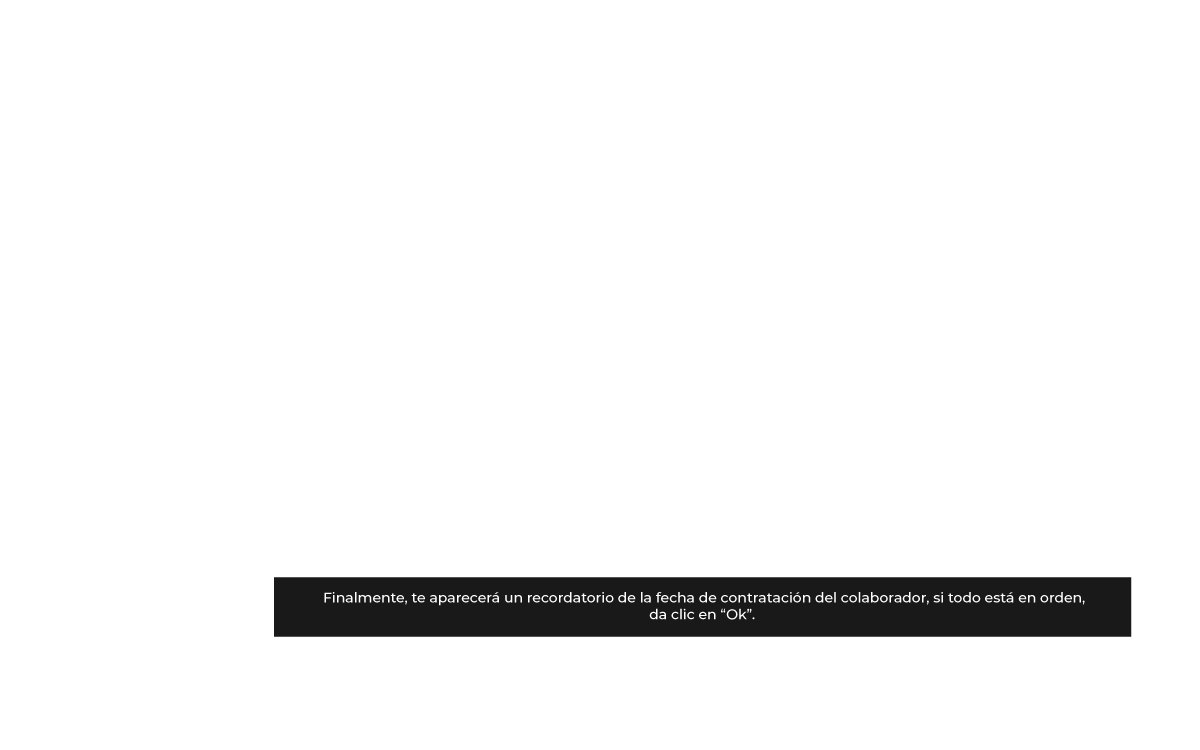 Finalmente, te aparecerá un recordatorio de la fecha de contratación del colaborador, si todo está en orden,
da clic en “Ok”.